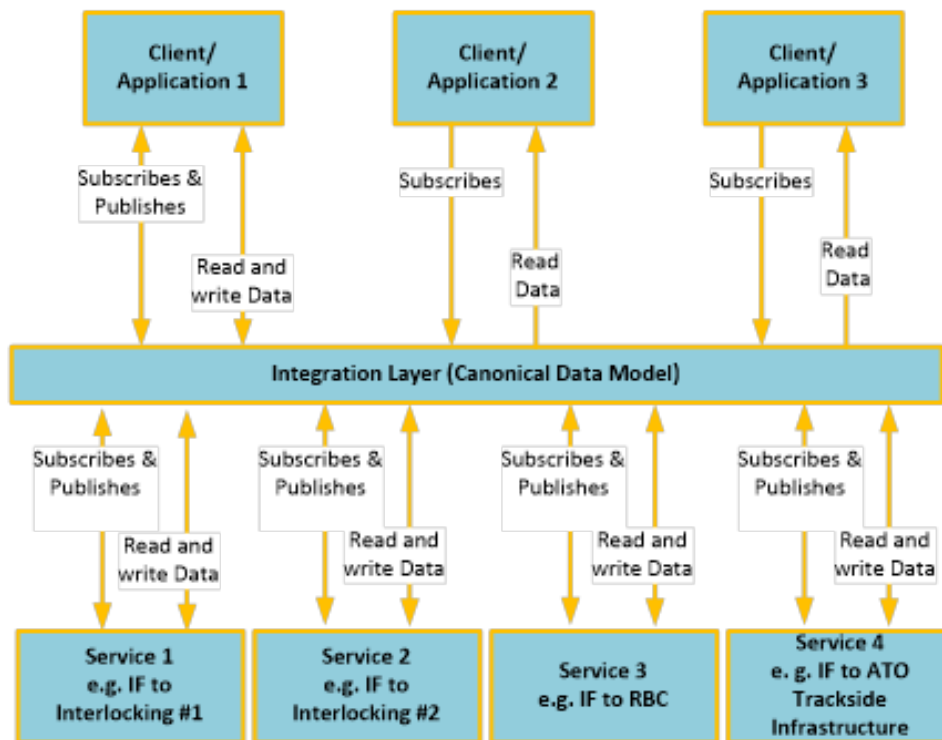 Client/
Application 1
Client/
Application 2
Client/
Application 3
Subscribes &
Publishes
Read and
write Data
Subscribes
Read
Data
Subscribes
Read
Data
Integration Layer (Canonical Data Model)
Subscribes &
Publishes
Read and
write Data
Subscribes &
Publishes
Read and
write Data
Subscribes &
Publishes
Read and
write Data
Subscribes &
Publishes
Read and
write Data
Service 1
e.g. IF to
Interlocking #1
Service 2
e.g. IF to
Interlocking #2
Service 3
e.g. IF to RBC
Service 4
e. g. IF to ATO
Trackside
Infrastructure